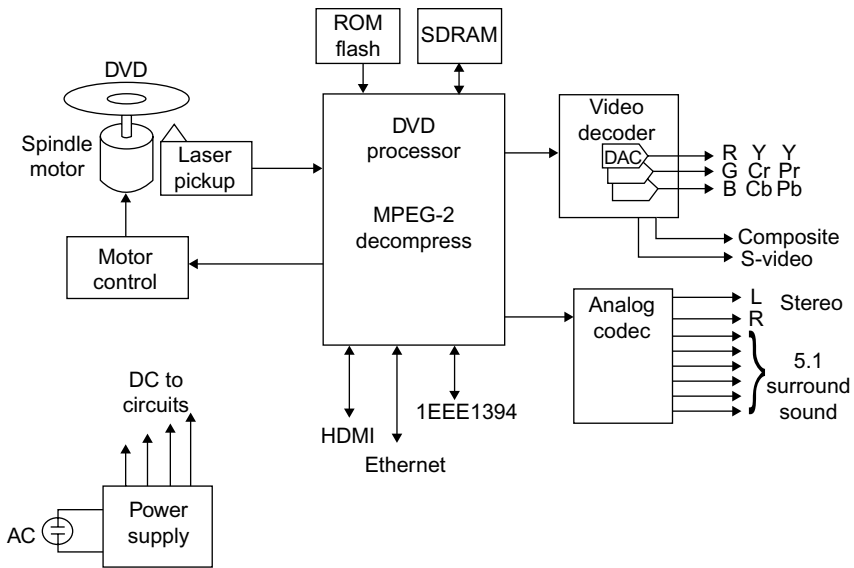 ROM
flash
SDRAM
DVD
Spindle
motor
Laser
pickup
DVD
processor
MPEG-2
decompress
Video
decoder
DAC
R Y Y
G Cr Pr
B Cb Pb
Composite
S-video
Motor
control
Analog
codec
L Stereo
R
5.1
surround
sound
DC to
circuits
HDMI
1EEE1394
Ethernet
AC
Power
supply